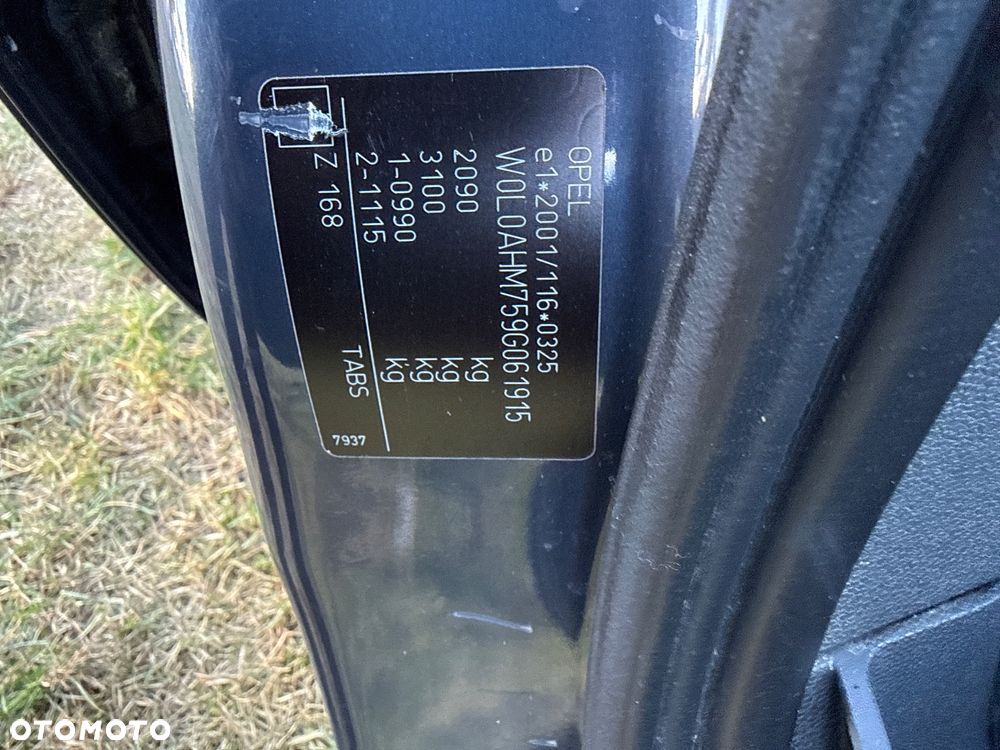 OPEL
e1*2001/116*0325
W0L0AHM759G061915
2090 kg
3100 kg
1-0990 kg
2-1115 kg
Z 168 TABS
7937
OTOMOTO